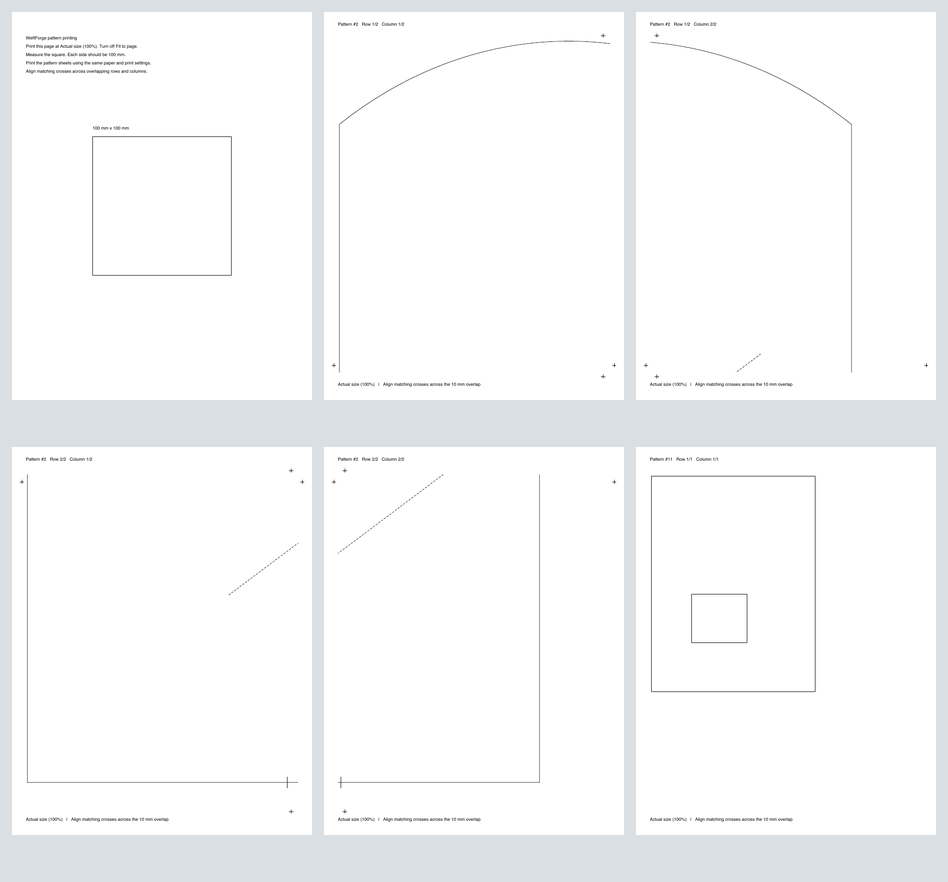 WeltForge pattern printing
Print this page at Actual size (100%). Turn off Fit to page.
Measure the square. Each side should be 100 mm.
Print the pattern sheets using the same paper and print settings.
Align matching crosses across overlapping rows and columns.
100 mm x 100 mm
Pattern #2 Row 1/2 Column 1/2
Actual size (100%) | Align matching crosses across the 10 mm overlap
Pattern #2 Row 1/2 Column 2/2
Actual size (100%) | Align matching crosses across the 10 mm overlap
Pattern #2 Row 2/2 Column 1/2
Actual size (100%) | Align matching crosses across the 10 mm overlap
Pattern #2 Row 2/2 Column 2/2
Actual size (100%) | Align matching crosses across the 10 mm overlap
Pattern #11 Row 1/1 Column 1/1
Actual size (100%) | Align matching crosses across the 10 mm overlap